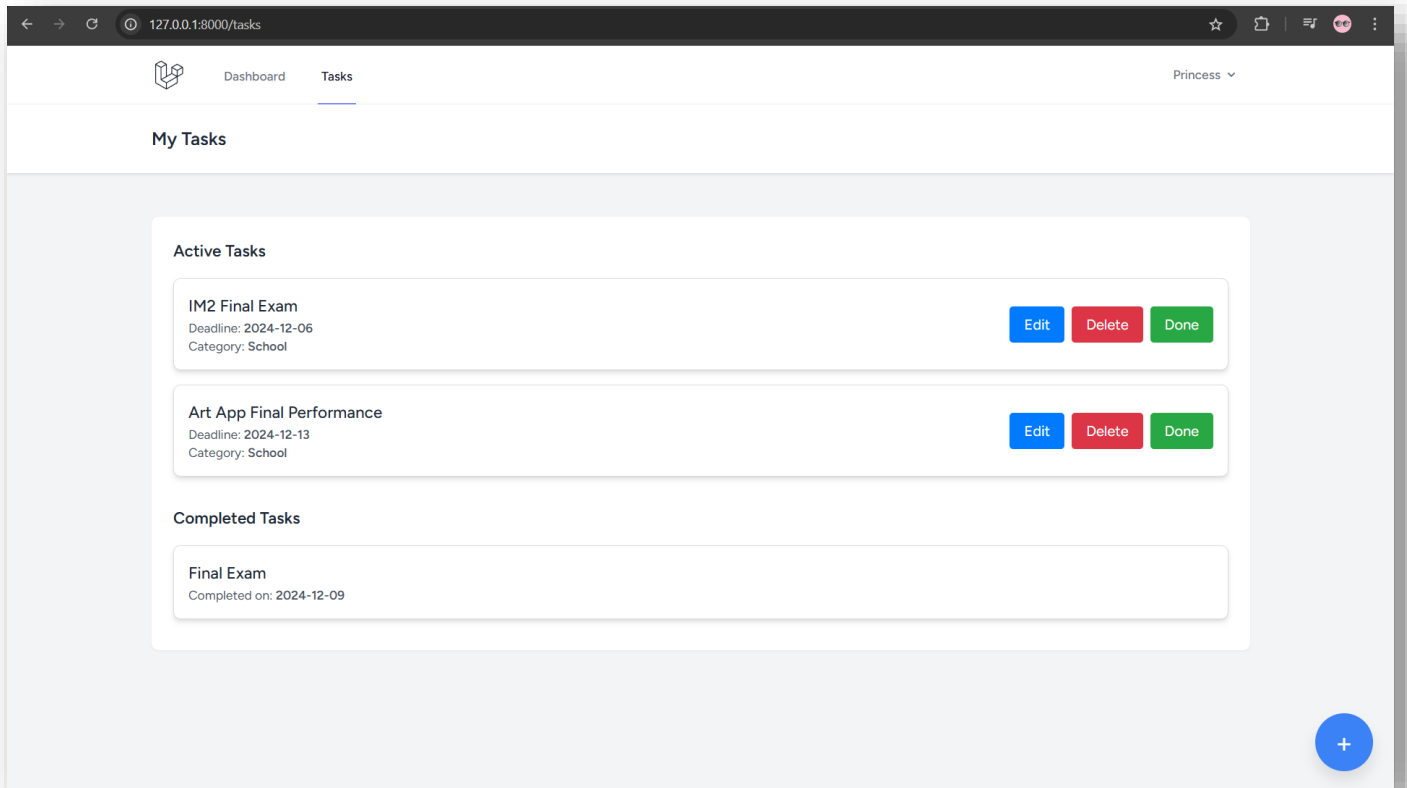 127.0.0.1:8000/tasks
Dashboard
Tasks
Princess
My Tasks
Active Tasks
IM2 Final Exam
Deadline: 2024-12-06
Category: School
Edit
Delete
Done
Art App Final Performance
Deadline: 2024-12-13
Category: School
Edit
Delete
Done
Completed Tasks
Final Exam
Completed on: 2024-12-09
+